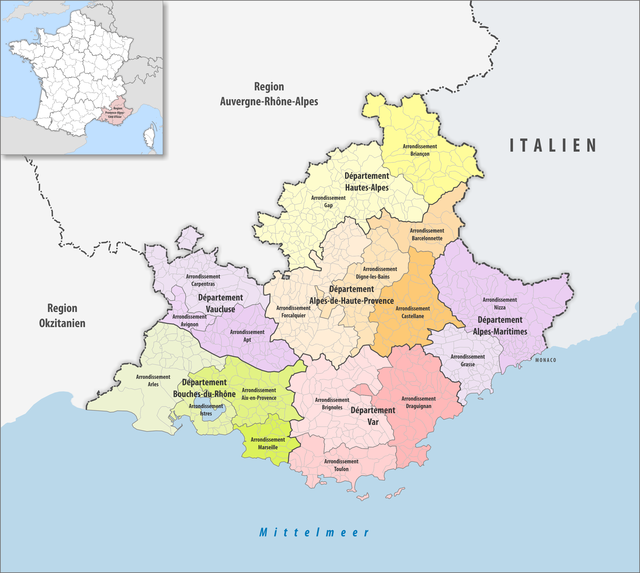 Region
Provence-Alpes-
Côte d'Azur
Region
Auvergne-Rhône-Alpes
ITALIEN
Arrondissement
Briançon
Département
Hautes-Alpes
Arrondissement
Gap
Arrondissement
Barcelonnette
Arrondissement
Digne-les-Bains
Arrondissement
Carpentras
Département
Vaucluse
Département
Alpes-de-Haute-Provence
Arrondissement
Forcalquier
Arrondissement
Castellane
Arrondissement
Nizza
Département
Alpes-Maritimes
Region
Okzitanien
Arrondissement
Avignon
Arrondissement
Apt
Arrondissement
Grasse
MONACO
Arrondissement
Arles
Département
Bouches-du-Rhône
Arrondissement
Aix-en-Provence
Arrondissement
Istres
Arrondissement
Brignoles
Département
Var
Arrondissement
Draguignan
Arrondissement
Marseille
Arrondissement
Toulon
Mittelmeer